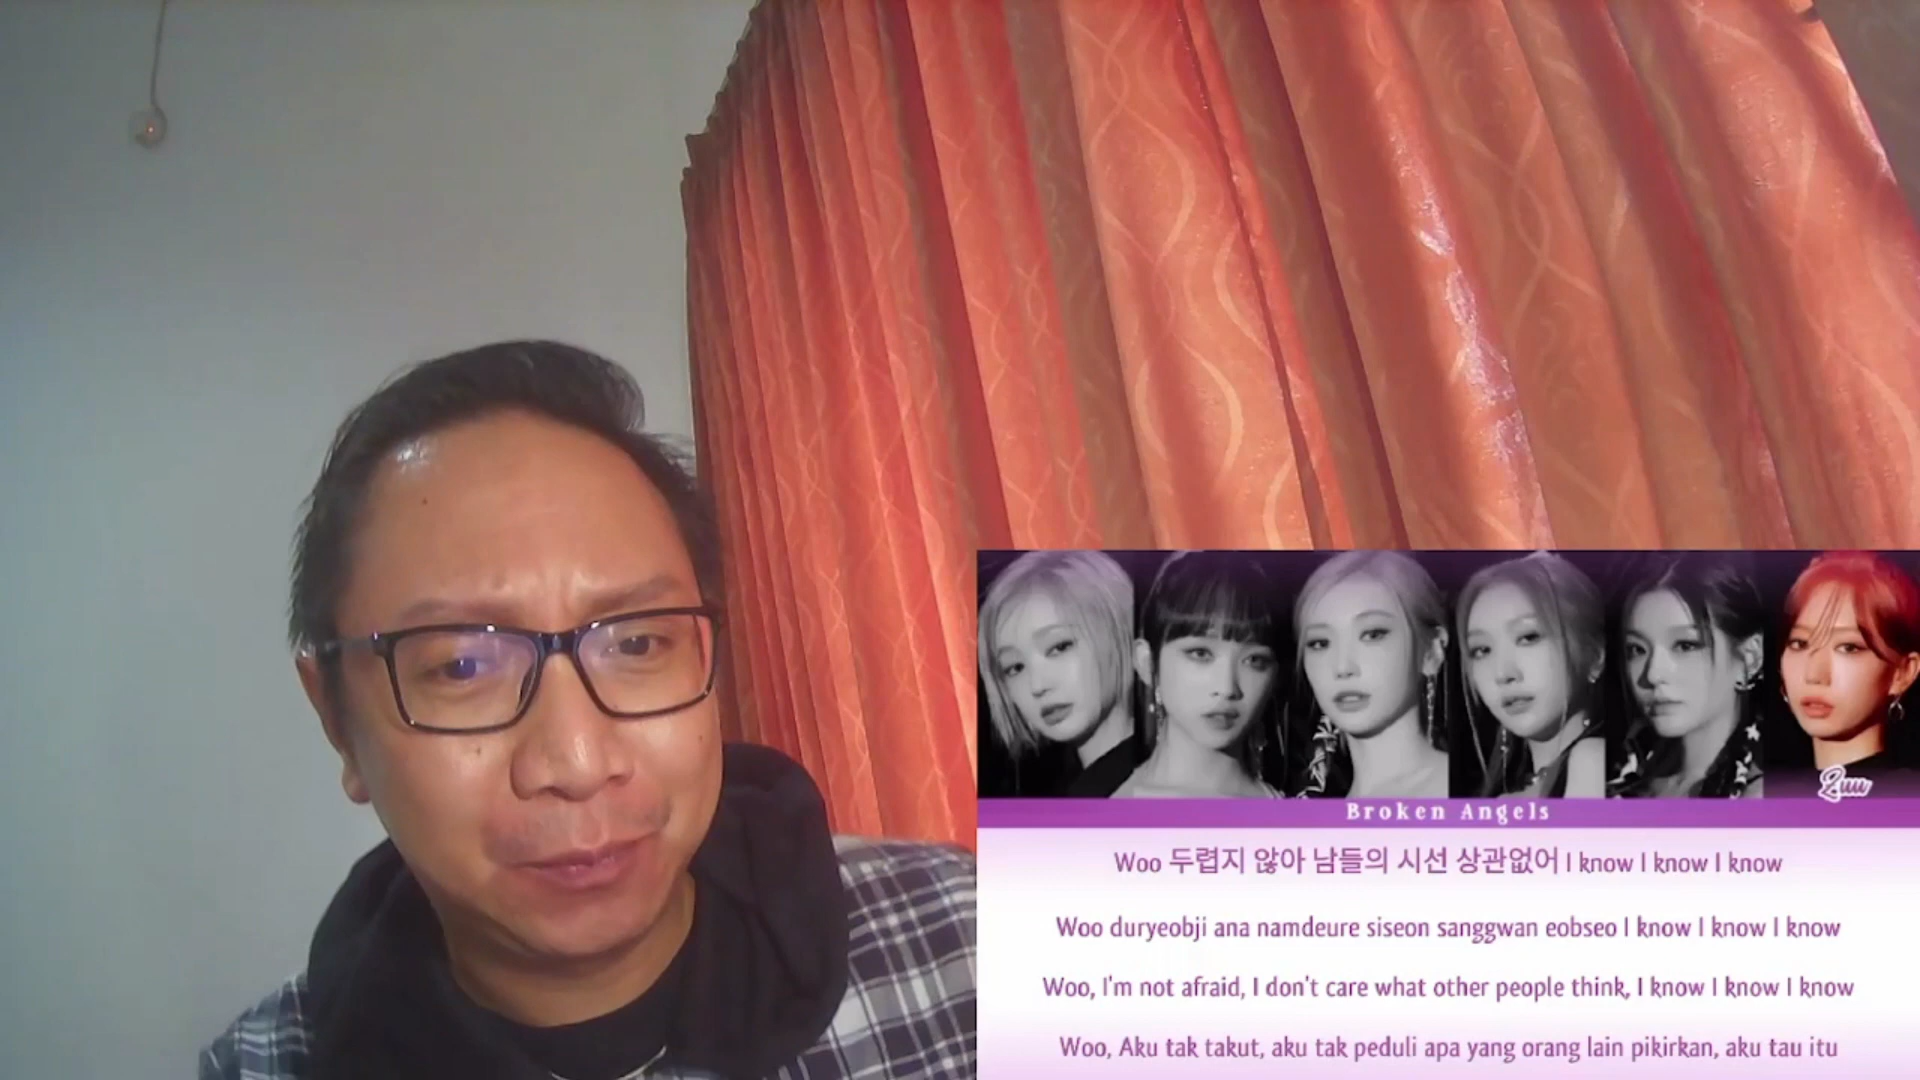 Zuu
Broken Angels
Woo 두렵지 않아 남들의 시선 상관없어 I know I know I know
Woo duryeobji ana namdeure siseon sanggwan eobseo I know I know I know
Woo, I'm not afraid, I don't care what other people think, I know I know I know
Woo, Aku tak takut, aku tak peduli apa yang orang lain pikirkan, aku tau itu